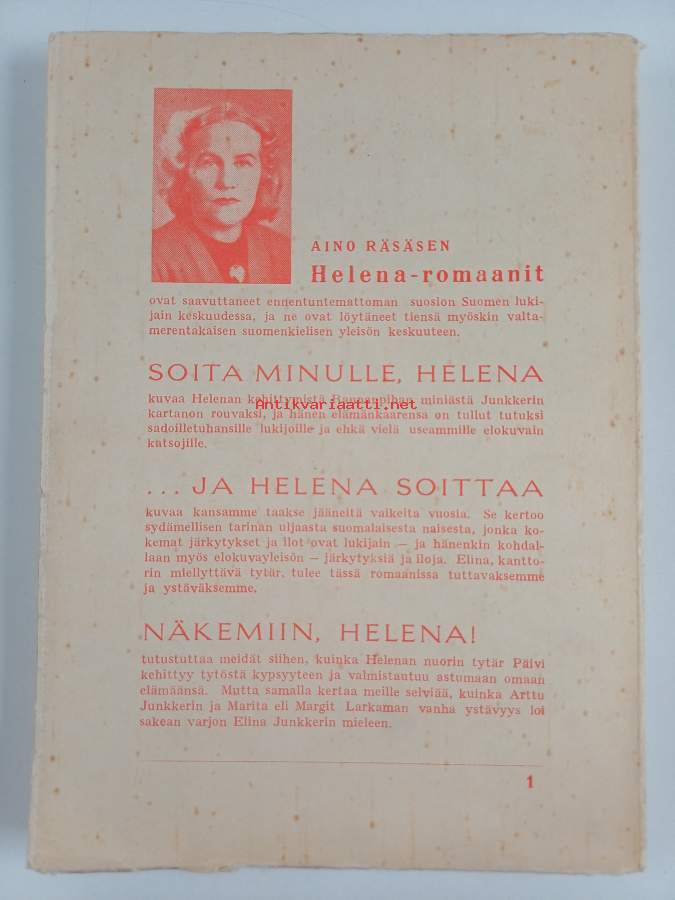 AINO RÄSÄSEN
Helena-romaanit
ovat saavuttaneet ennentuntemattoman suosion Suomen luki-
jain keskuudessa, ja ne ovat löytäneet tiensä myöskin valta-
merentakaisen suomenkielisen yleisön keskuuteen.
SOITA MINULLE, HELENA
kuvaa Helenan kehittymistä Rannanpihan miniästä Junkkerin
Antikvariaatti.net
kartanon rouvaksi, ja hänen elämänkaarensa on tullut tutuksi
sadoilletuhansille lukijoille ja ehkä vielä useammille elokuvain
katsojille.
...JA HELENA SOITTAA
kuvaa kansamme taakse jääneitä vaikeita vuosia. Se kertoo
sydämellisen tarinan uljaasta suomalaisesta naisesta, jonka ko-
kemat järkytykset ja ilot ovat lukijain — ja hänenkin kohdal-
laan myös elokuvayleisön — järkytyksiä ja iloja. Elina, kantto-
rin miellyttävä tytär, tulee tässä romaanissa tuttavaksemme
ja ystäväksemme.
NÄKEMIIN, HELENA!
tutustuttaa meidät siihen, kuinka Helenan nuorin tytär Päivi
kehittyy tytöstä kypsyyteen ja valmistautuu astumaan omaan
elämäänsä. Mutta samalla kertaa meille selviää, kuinka Arttu
Junkkerin ja Marita eli Margit Larkaman vanha ystävyys loi
sakean varjon Elina Junkkerin mieleen.
1